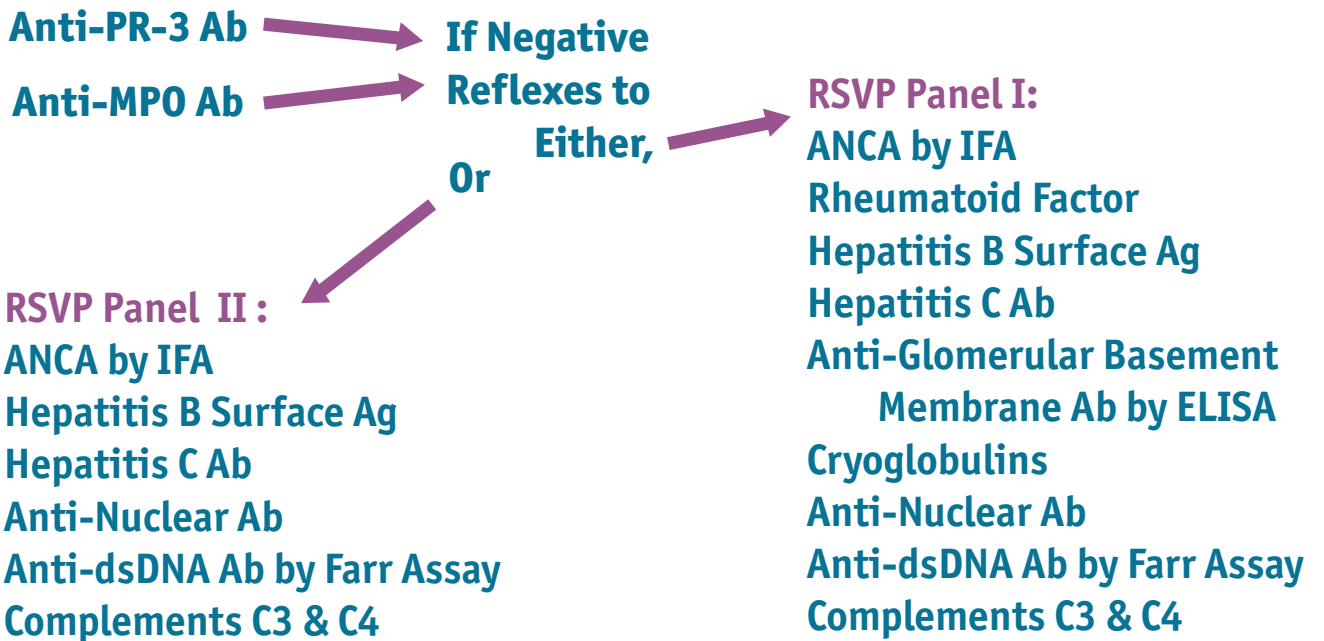 Anti-PR-3 Ab
Anti-MPO Ab
If Negative
Reflexes to
Either,
Or
RSVP Panel I:
ANCA by IFA
Rheumatoid Factor
Hepatitis B Surface Ag
Hepatitis C Ab
Anti-Glomerular Basement
Membrane Ab by ELISA
Cryoglobulins
Anti-Nuclear Ab
Anti-dsDNA Ab by Farr Assay
Complements C3 & C4
RSVP Panel II :
ANCA by IFA
Hepatitis B Surface Ag
Hepatitis C Ab
Anti-Nuclear Ab
Anti-dsDNA Ab by Farr Assay
Complements C3 & C4